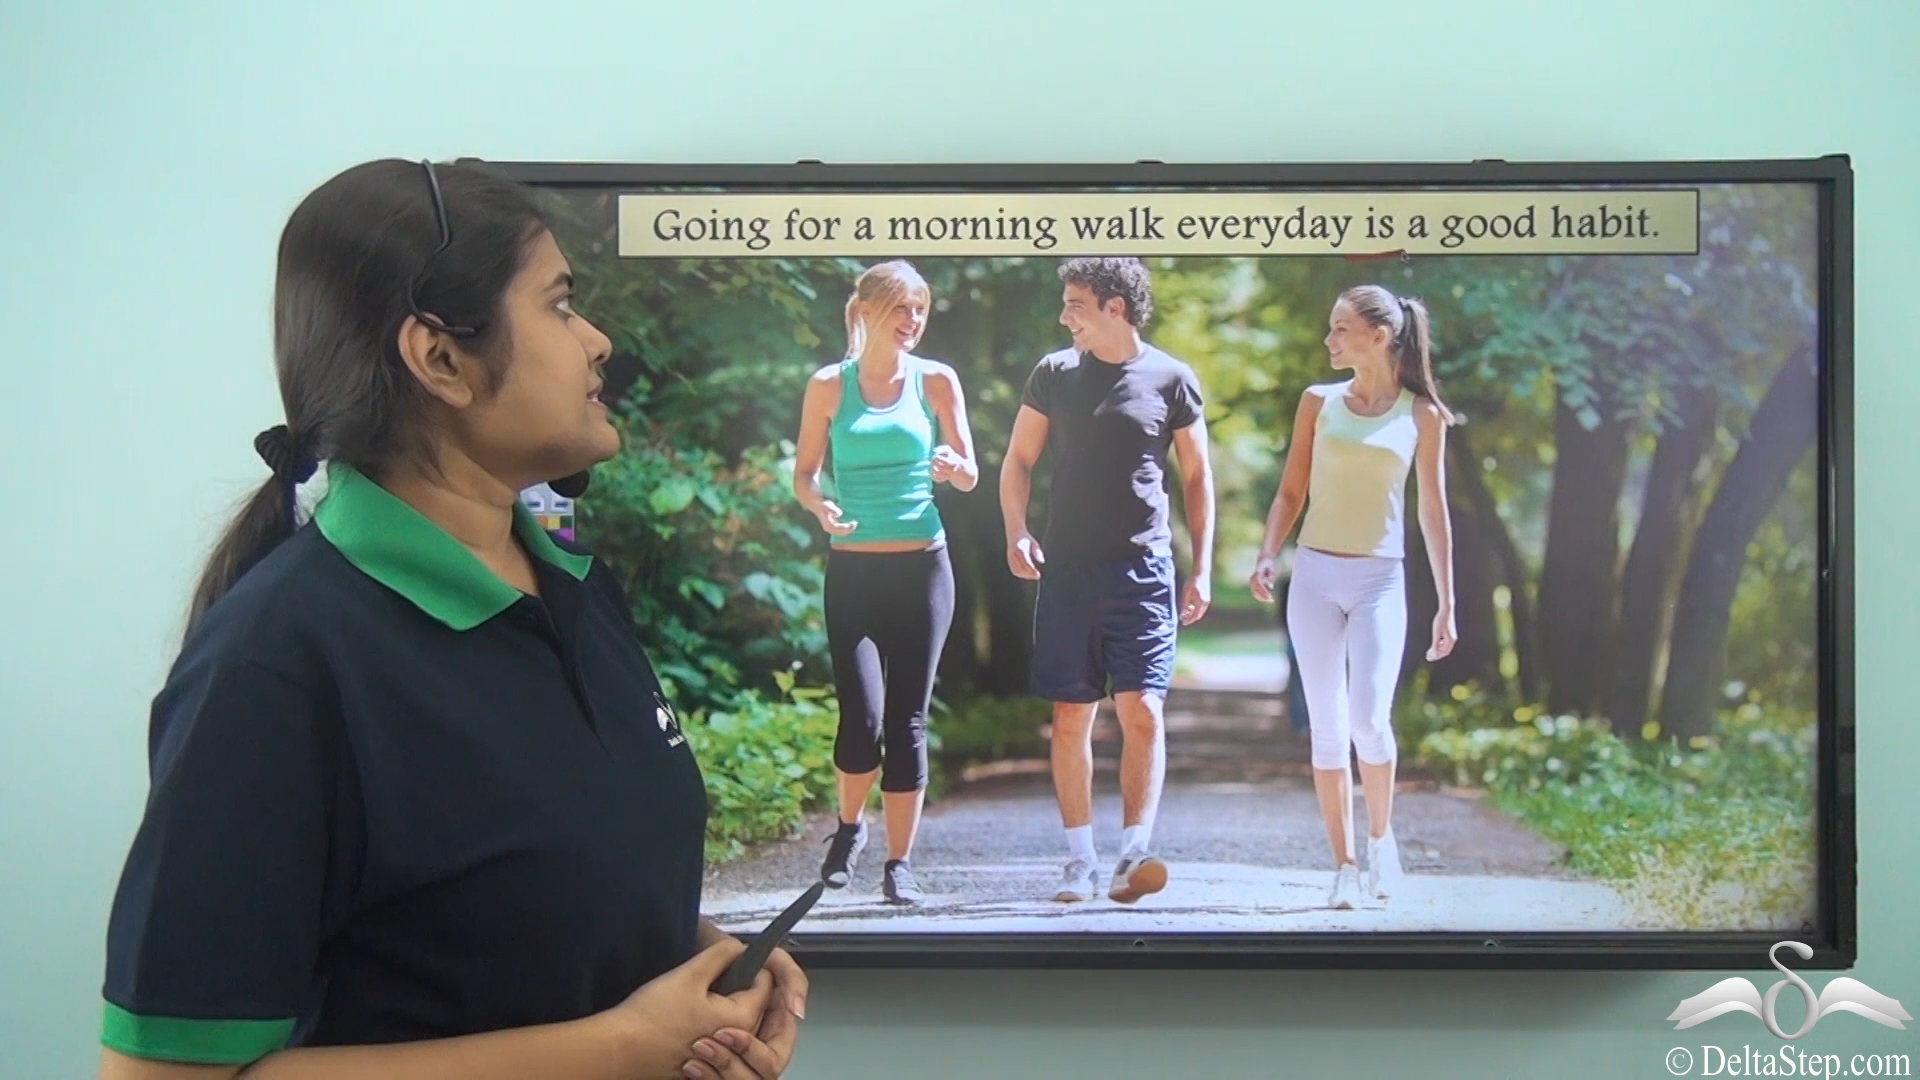 Going for a morning walk everyday is a good habit.
© DeltaStep.com